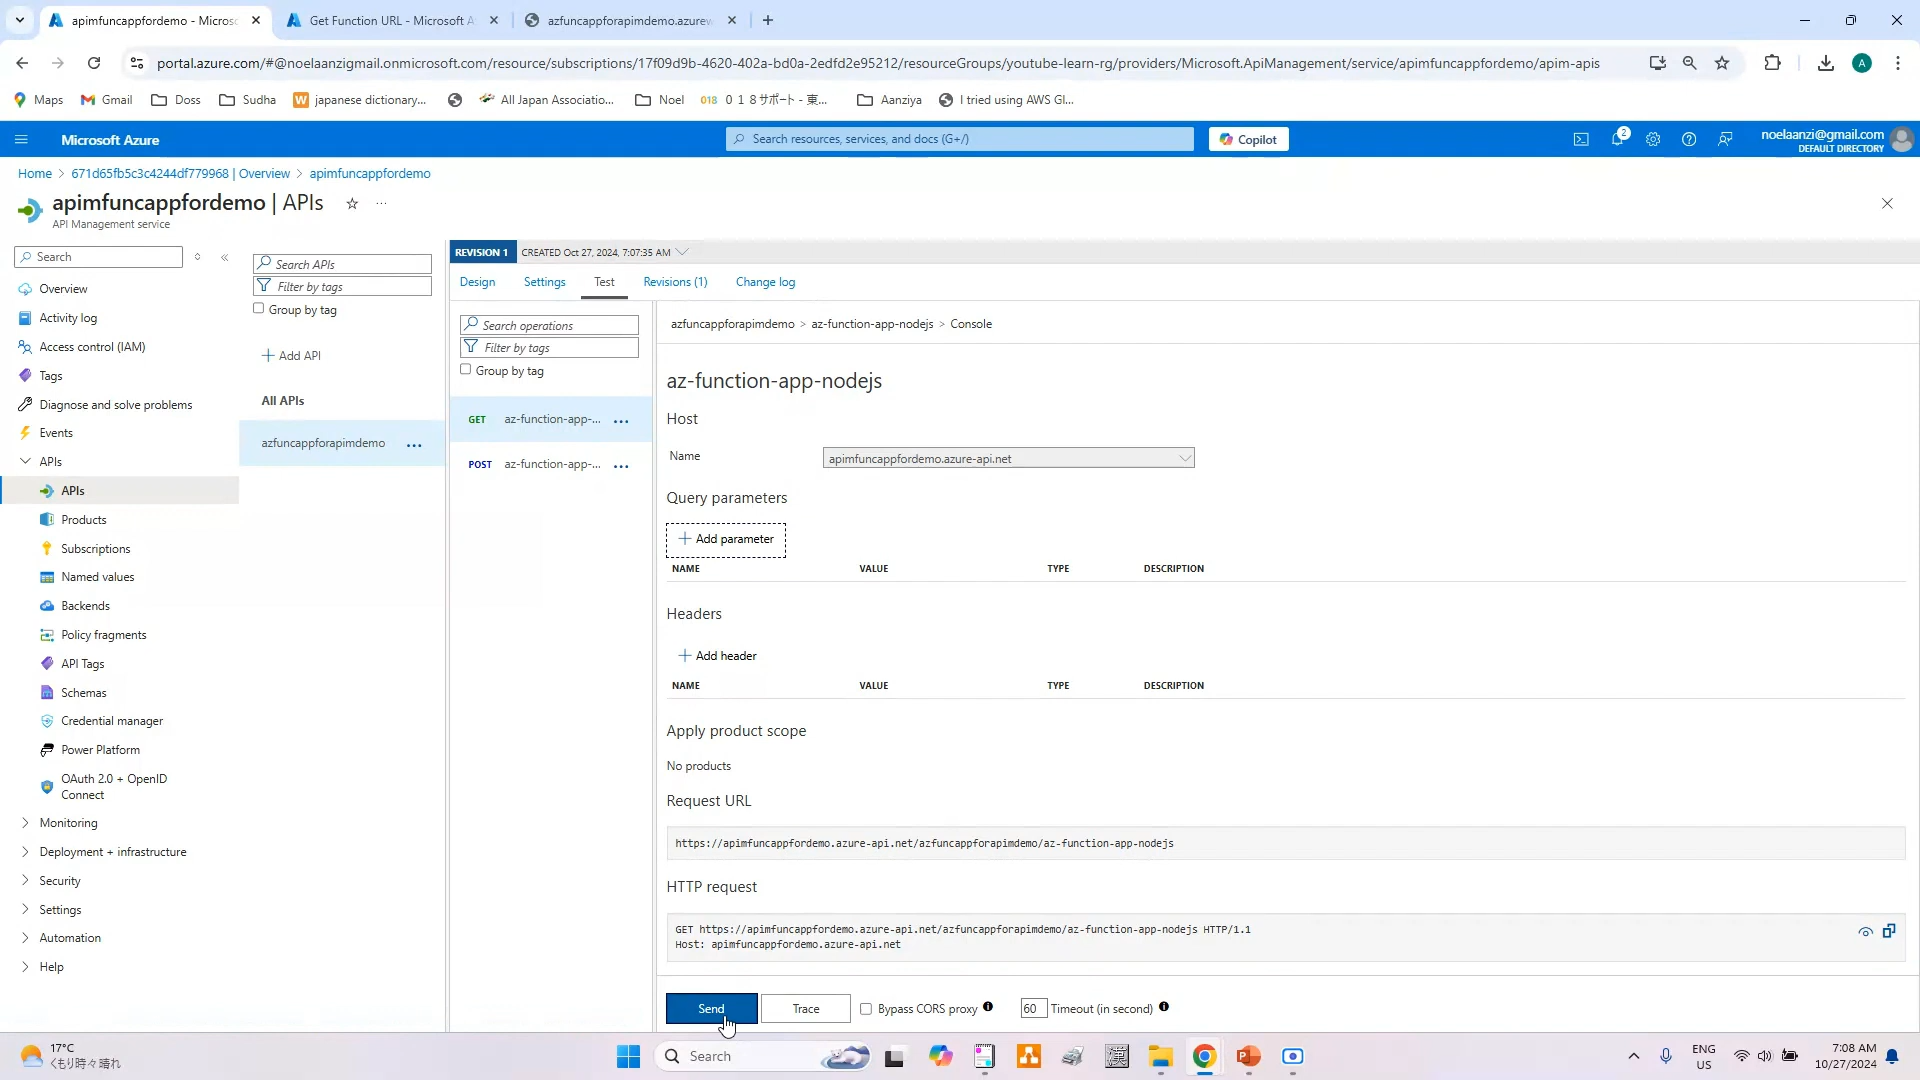 apimfuncappfordemo - Micros
Get Function URL - Microsoft A
azfuncappforapimdemo.azurew
portal.azure.com/#@noelaanzigmail.onmicrosoft.com/resource/subscriptions/17f09d9b-4620-402a-bd0a-2edfd2e95212/resourceGroups/youtube-learn-rg/providers/Microsoft.ApiManagement/service/apimfuncappfordemo/apim-apis
A
Maps
Gmail
Doss
Sudha
W japanese dictionary...
All Japan Associatio...
Noel
018 ０１８サポート - 東...
Aanziya
I tried using AWS Gl...
Microsoft Azure
Search resources, services, and docs (G+/)
Copilot
2
noelaanzi@gmail.com
DEFAULT DIRECTORY
Home > 671d65fb5c3c4244df779968 | Overview > apimfuncappfordemo
apimfuncappfordemo | APIs
API Management service
Search
Overview
Activity log
Access control (IAM)
Tags
Diagnose and solve problems
Events
APIs
APIs
Products
Subscriptions
Named values
Backends
Policy fragments
API Tags
Schemas
Credential manager
Power Platform
OAuth 2.0 + OpenID
Connect
Monitoring
Deployment + infrastructure
Security
Settings
Automation
Help
Search APIs
Filter by tags
Group by tag
+ Add API
All APIs
azfuncappforapimdemo ...
REVISION 1 CREATED Oct 27, 2024, 7:07:35 AM
Design
Settings
Test
Revisions (1)
Change log
Search operations
Filter by tags
Group by tag
GET az-function-app-... ...
POST az-function-app-... ...
azfuncappforapimdemo > az-function-app-nodejs > Console
az-function-app-nodejs
Host
Name
apimfuncappfordemo.azure-api.net
Query parameters
+ Add parameter
NAME VALUE TYPE DESCRIPTION
Headers
+ Add header
NAME VALUE TYPE DESCRIPTION
Apply product scope
No products
Request URL
https://apimfuncappfordemo.azure-api.net/azfuncappforapimdemo/az-function-app-nodejs
HTTP request
GET https://apimfuncappfordemo.azure-api.net/azfuncappforapimdemo/az-function-app-nodejs HTTP/1.1
Host: apimfuncappfordemo.azure-api.net
Send
Trace
Bypass CORS proxy
60 Timeout (in second)
17°C
くもり時々晴れ
Search
漢
ENG
US
7:08 AM
10/27/2024